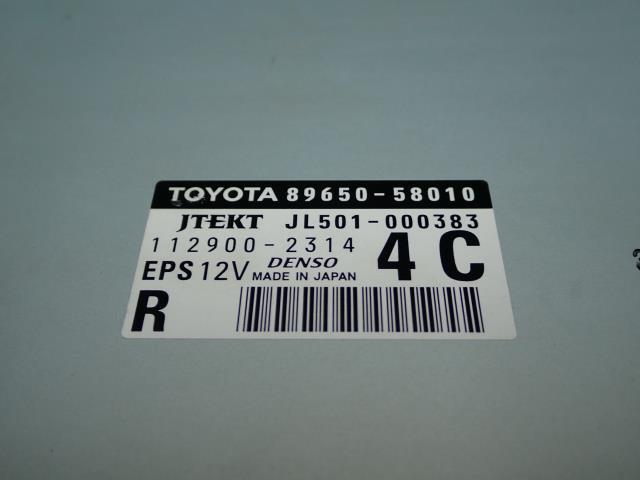 TOYOTA 89650-58010
JTEKT JL501-000383
112900-2314
4C
EPS 12V DENSO
MADE IN JAPAN
R